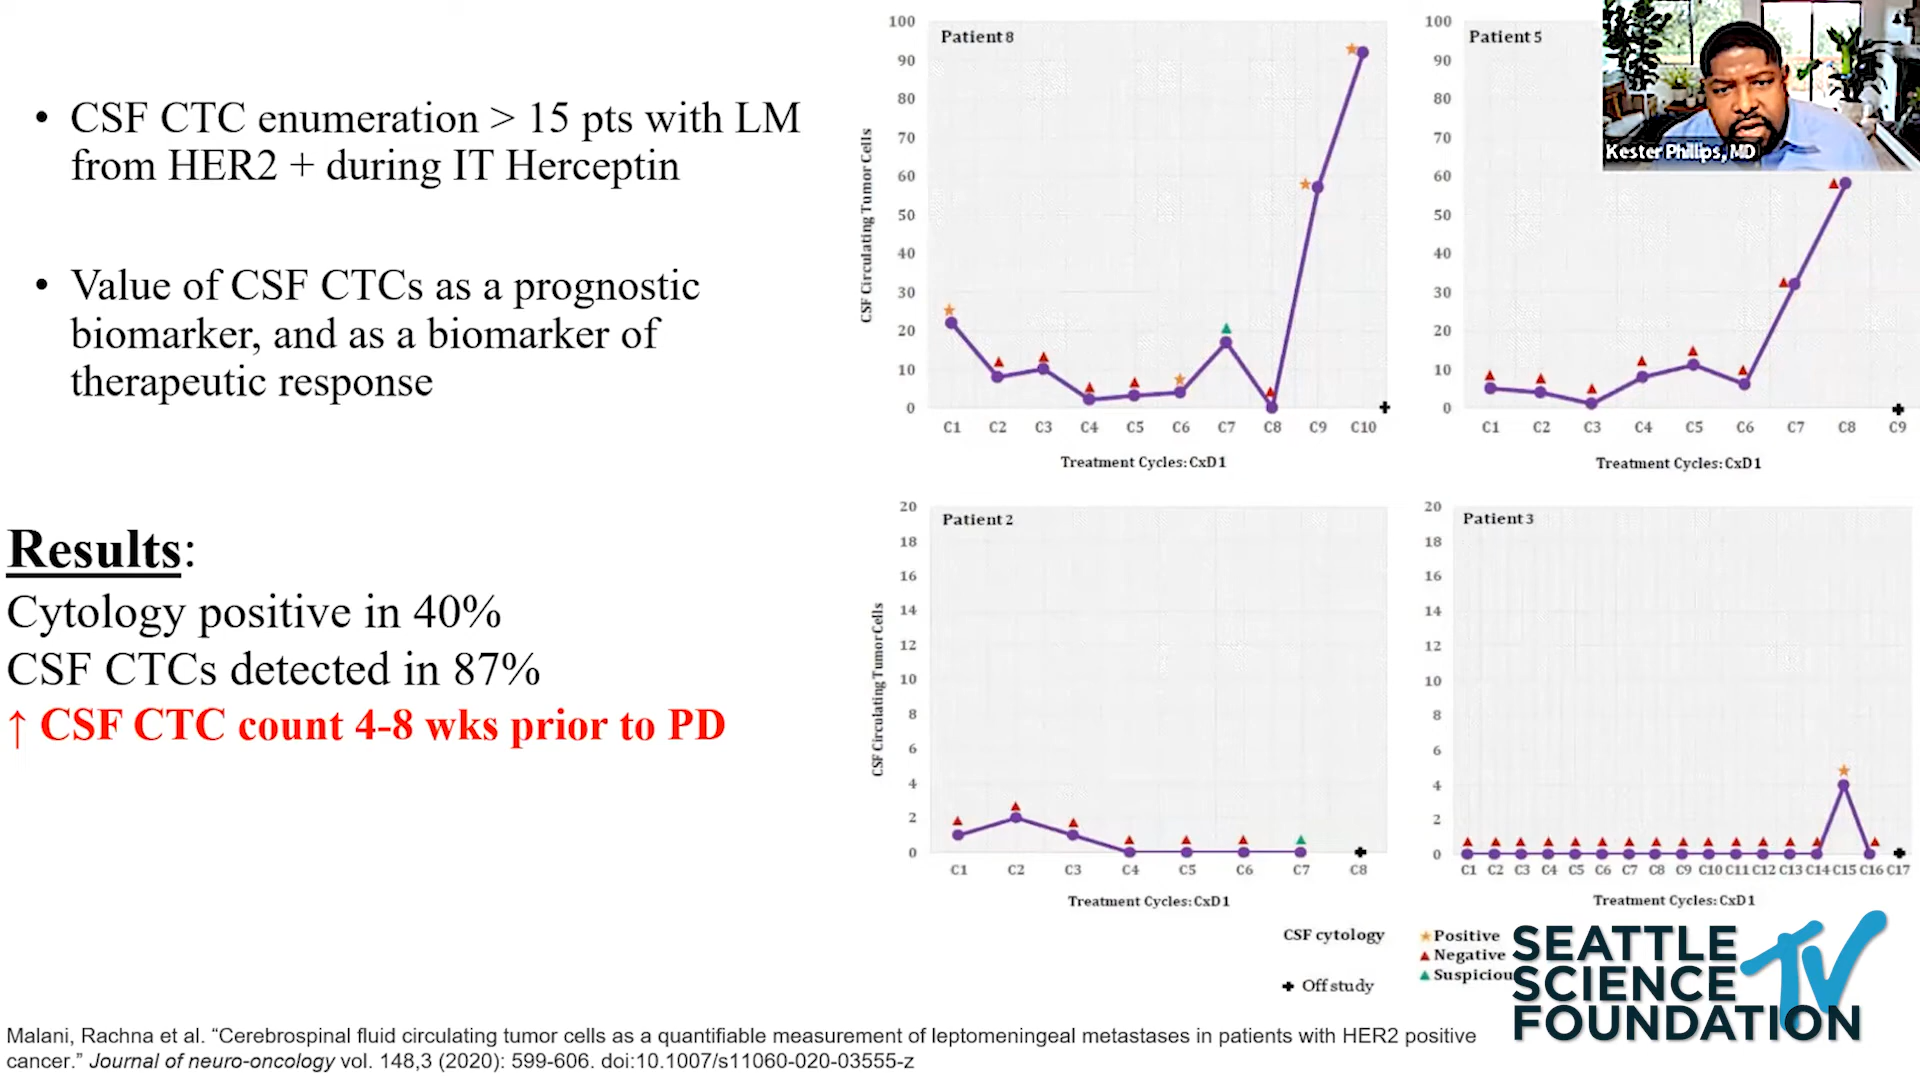 • CSF CTC enumeration > 15 pts with LM
from HER2 + during IT Herceptin
• Value of CSF CTCs as a prognostic
biomarker, and as a biomarker of
therapeutic response
Results:
Cytology positive in 40%
CSF CTCs detected in 87%
↑ CSF CTC count 4-8 wks prior to PD
Patient 8
CSF Circulating Tumor Cells
100
90
80
70
60
50
40
30
20
10
0
C1 C2 C3 C4 C5 C6 C7 C8 C9 C10
Treatment Cycles: CxD1
Patient 5
100
90
80
70
60
50
40
30
20
10
0
C1 C2 C3 C4 C5 C6 C7 C8 C9
Treatment Cycles: CxD1
Kester Phillips, MD
Patient 2
CSF Circulating Tumor Cells
20
18
16
14
12
10
8
6
4
2
0
C1 C2 C3 C4 C5 C6 C7 C8
Treatment Cycles: CxD1
Patient 3
20
18
16
14
12
10
8
6
4
2
0
C1 C2 C3 C4 C5 C6 C7 C8 C9 C10 C11 C12 C13 C14 C15 C16 C17
Treatment Cycles: CxD1
CSF cytology
Positive
Negative
Suspiciou
Off study
SEATTLE
SCIENCE
FOUNDATION
TV
Malani, Rachna et al. “Cerebrospinal fluid circulating tumor cells as a quantifiable measurement of leptomeningeal metastases in patients with HER2 positive
cancer.” Journal of neuro-oncology vol. 148,3 (2020): 599-606. doi:10.1007/s11060-020-03555-z